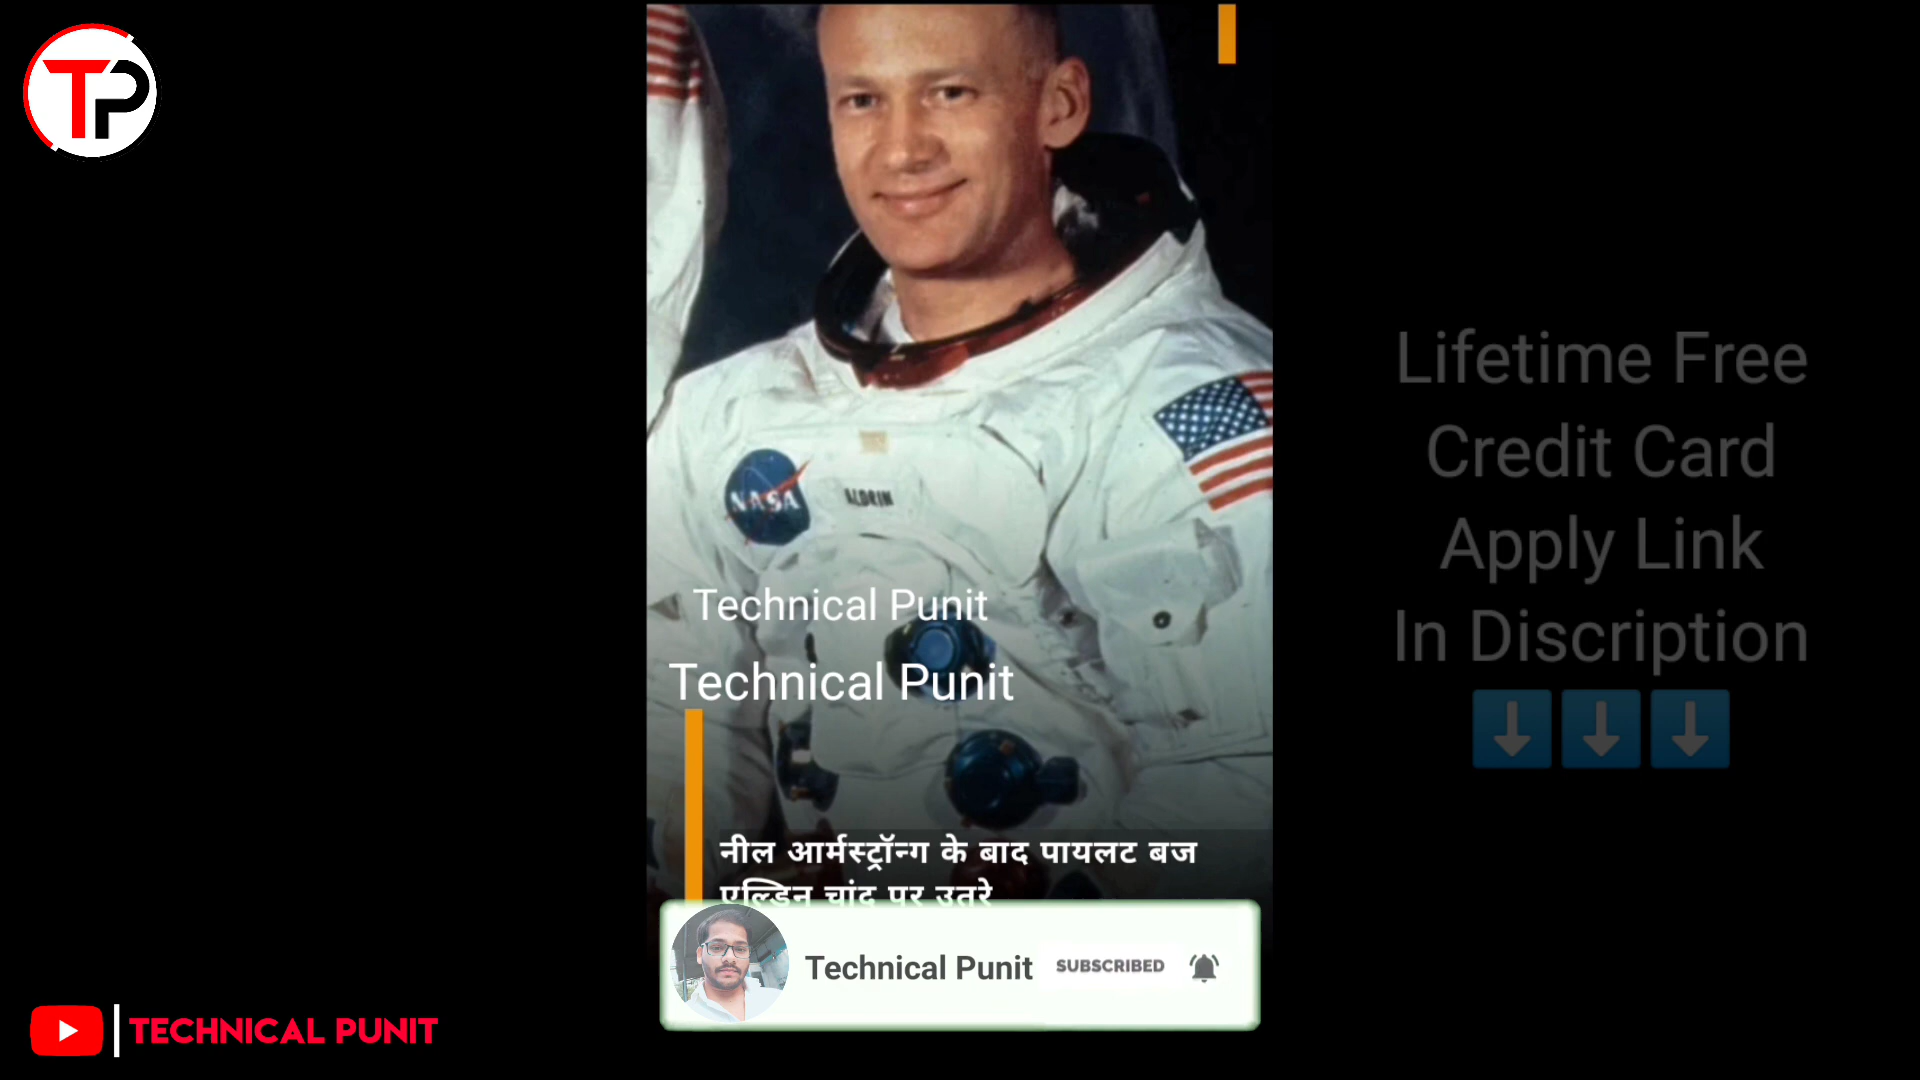 TP
Lifetime Free
Credit Card
Apply Link
In Discription
NASA
ALDRIN
Technical Punit
Technical Punit
नील आर्मस्ट्रॉन्ग के बाद पायलट बज
एल्ड्रिन चांद पर उतरे
Technical Punit SUBSCRIBED
TECHNICAL PUNIT